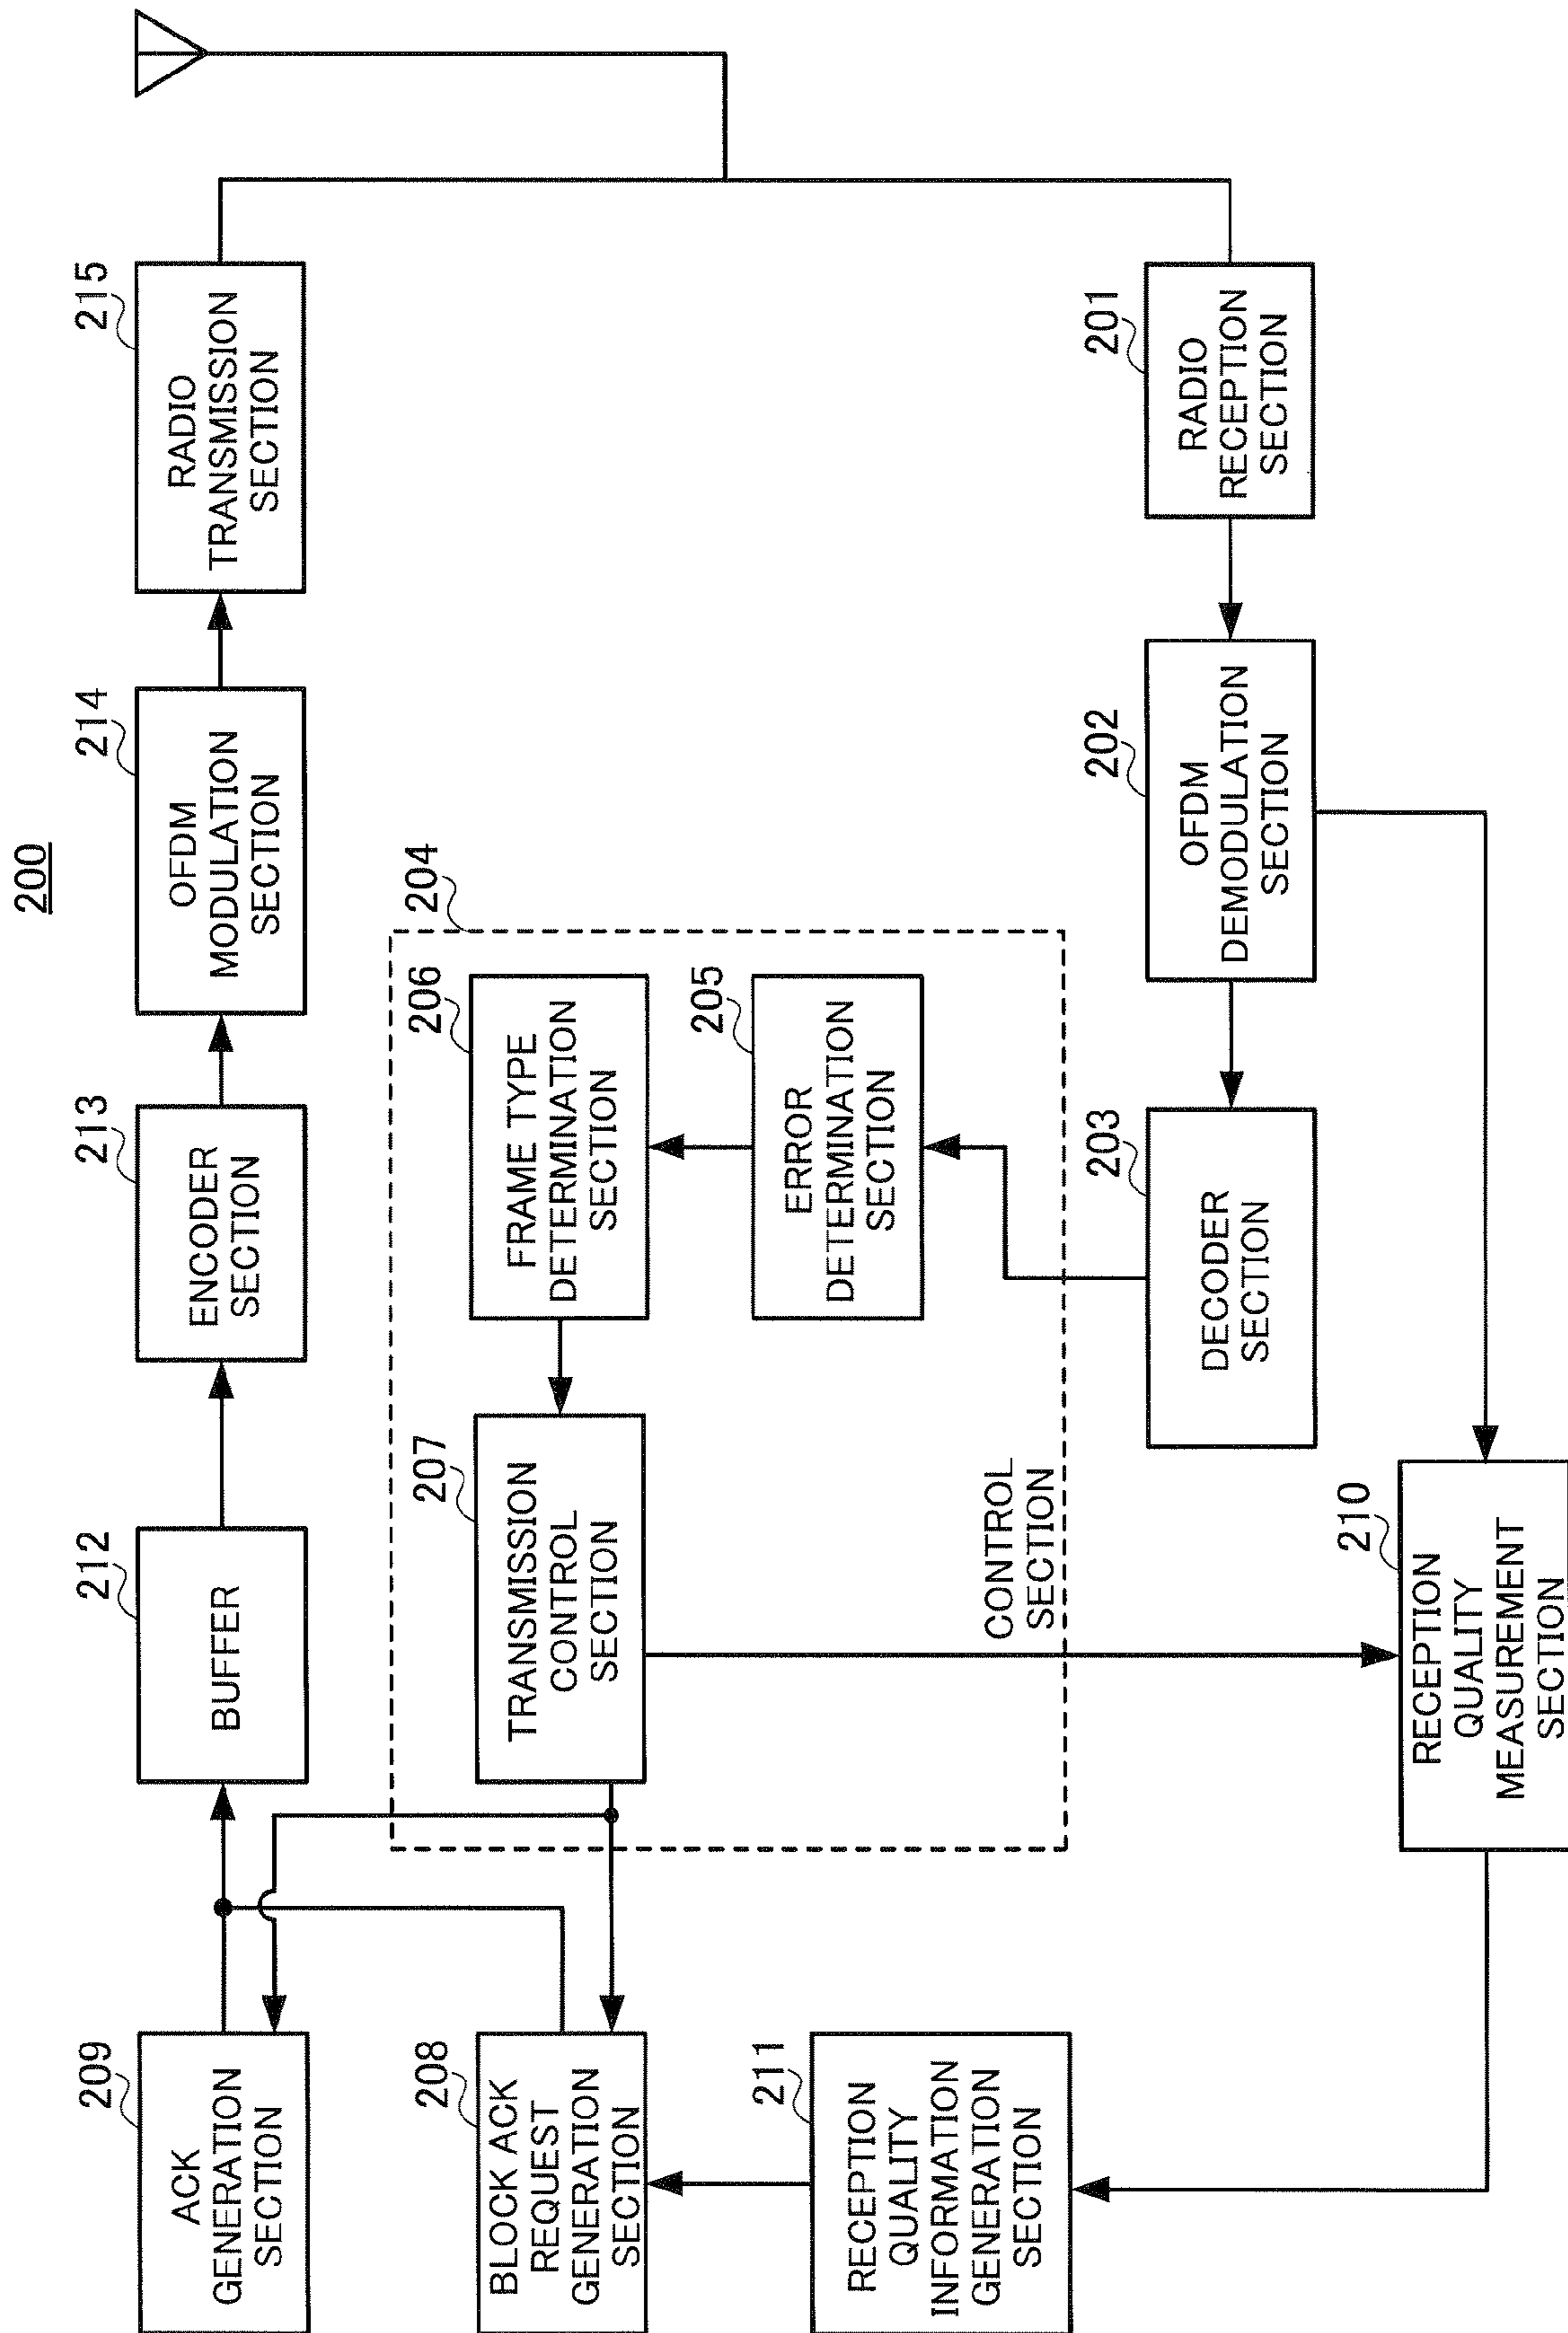 200
209
ACK
GENERATION
SECTION
212
BUFFER
213
ENCODER
SECTION
214
OFDM
MODULATION
SECTION
215
RADIO
TRANSMISSION
SECTION
204
208
BLOCK ACK
REQUEST
GENERATION
SECTION
207
TRANSMISSION
CONTROL
SECTION
206
FRAME TYPE
DETERMINATION
SECTION
205
ERROR
DETERMINATION
SECTION
CONTROL
SECTION
211
RECEPTION
QUALITY
INFORMATION
GENERATION
SECTION
203
DECODER
SECTION
202
OFDM
DEMODULATION
SECTION
201
RADIO
RECEPTION
SECTION
210
RECEPTION
QUALITY
MEASUREMENT
SECTION